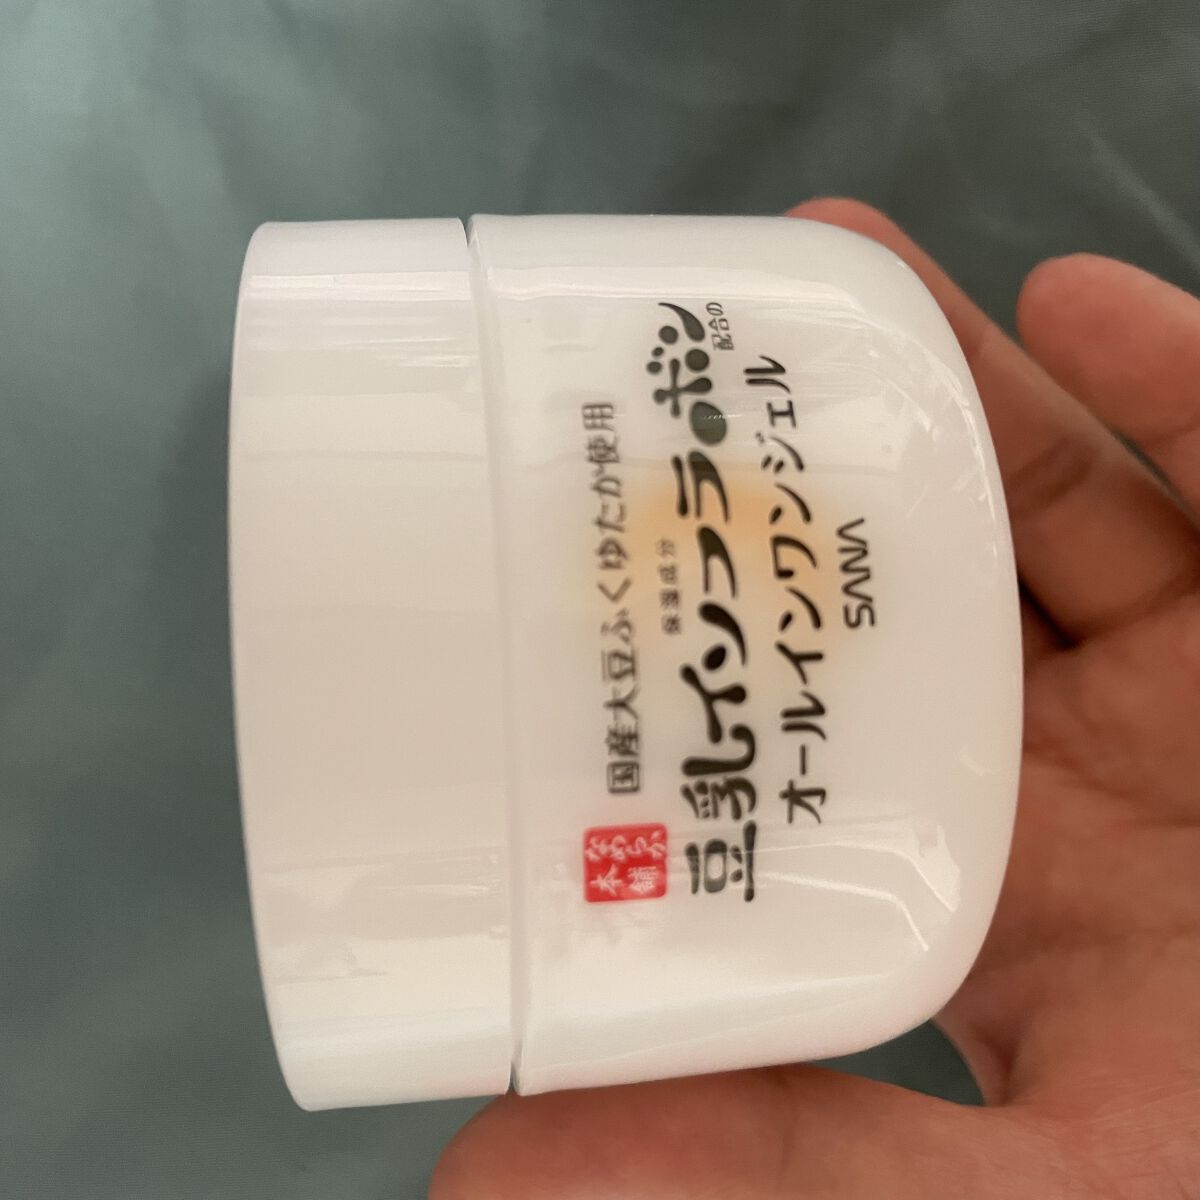 国産大豆ふくゆたか使用
なめらか
本舗
保湿成分
豆乳イソフラボン配合の
オールインワンジェル
SANA